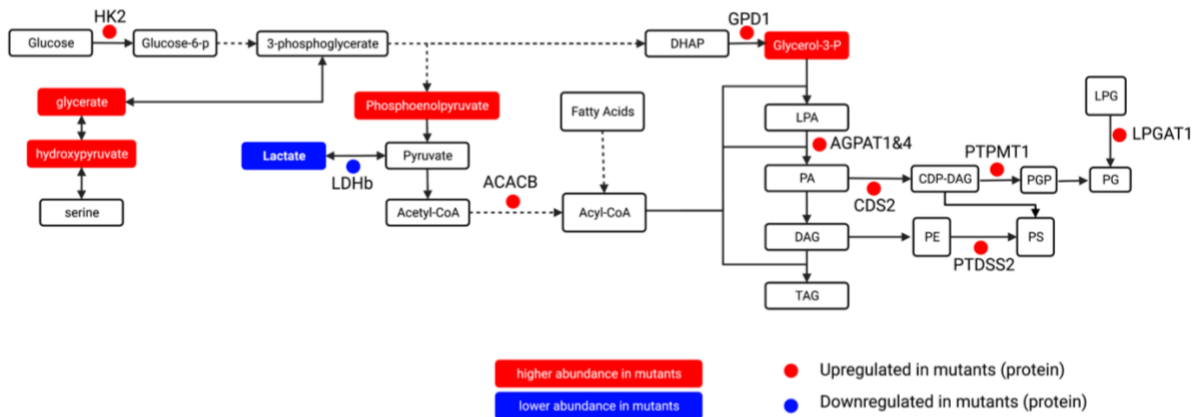 HK2
GPD1
Glucose
Glucose-6-p
3-phosphoglycerate
DHAP
Glycerol-3-P
glycerate
Phosphoenolpyruvate
Fatty Acids
LPG
LPA
LPGAT1
AGPAT1&4
hydroxypyruvate
Lactate
Pyruvate
LDHb
PTPMT1
PA
CDP-DAG
PGP
PG
ACACB
CDS2
serine
Acetyl-CoA
Acyl-CoA
DAG
PE
PS
PTDSS2
TAG
higher abundance in mutants
Upregulated in mutants (protein)
lower abundance in mutants
Downregulated in mutants (protein)